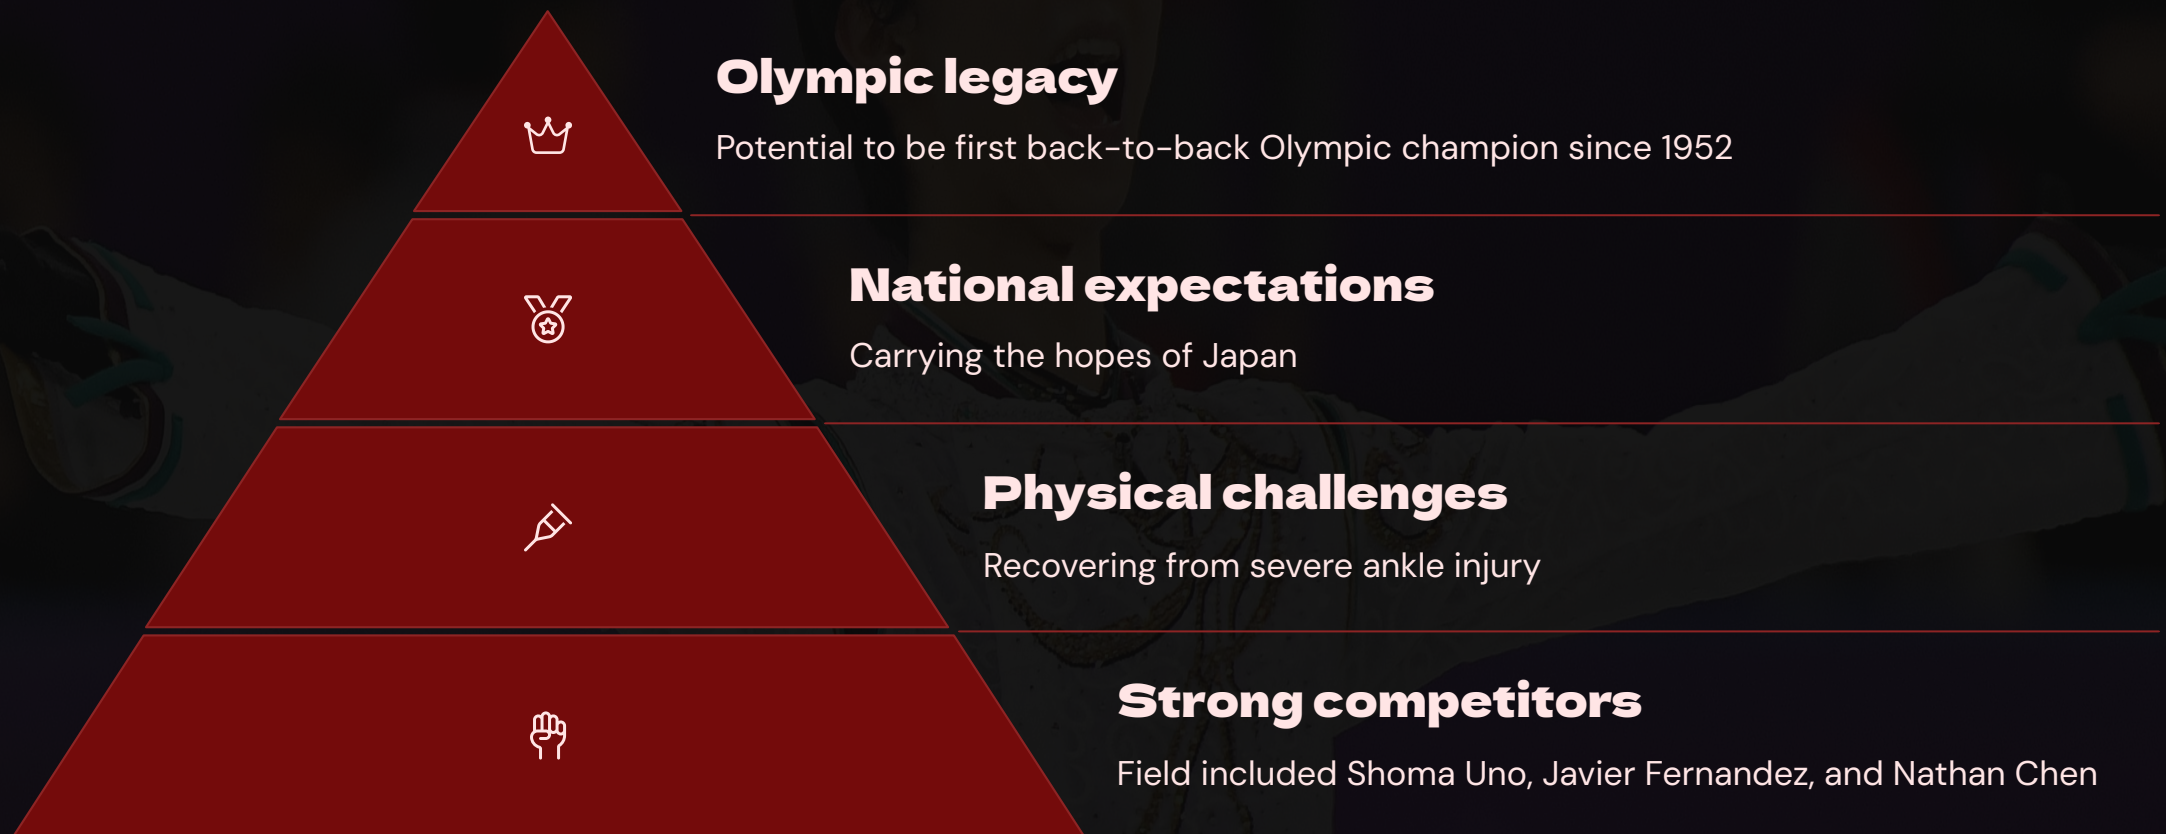 Olympic legacy
Potential to be first back-to-back Olympic champion since 1952
National expectations
Carrying the hopes of Japan
Physical challenges
Recovering from severe ankle injury
Strong competitors
Field included Shoma Uno, Javier Fernandez, and Nathan Chen